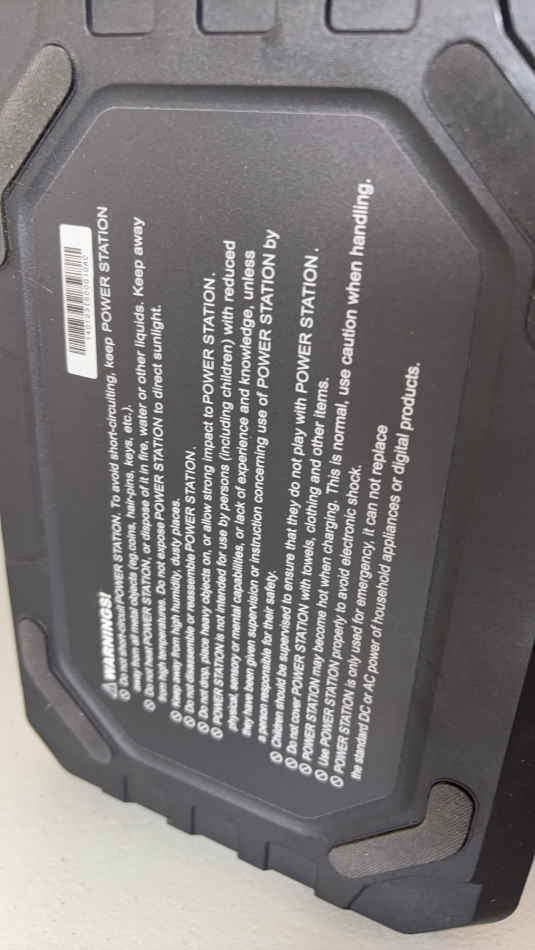 WARNINGS!
Do not short-circuit POWER STATION. To avoid short-circuiting, keep POWER STATION
away from all metal objects (eg.coins, hair-pins, keys, etc.).
Do not heat POWER STATION, or dispose of it in fire, water or other liquids. Keep away
from high temperatures. Do not expose POWER STATION to direct sunlight.
Keep away from high humidity, dusty places.
Do not disassemble or reassemble POWER STATION.
Do not drop, place heavy objects on, or allow strong impact to POWER STATION.
POWER STATION is not intended for use by persons (including children) with reduced
physical, sensory or mental capabilities, or lack of experience and knowledge, unless
they have been given supervision or instruction concerning use of POWER STATION by
a person responsible for their safety.
Children should be supervised to ensure that they do not play with POWER STATION.
Do not cover POWER STATION with towels, clothing and other items.
POWER STATION may become hot when charging. This is normal, use caution when handling.
Use POWER STATION properly to avoid electronic shock.
POWER STATION is only used for emergency, it can not replace
the standard DC or AC power of household appliances or digital products.